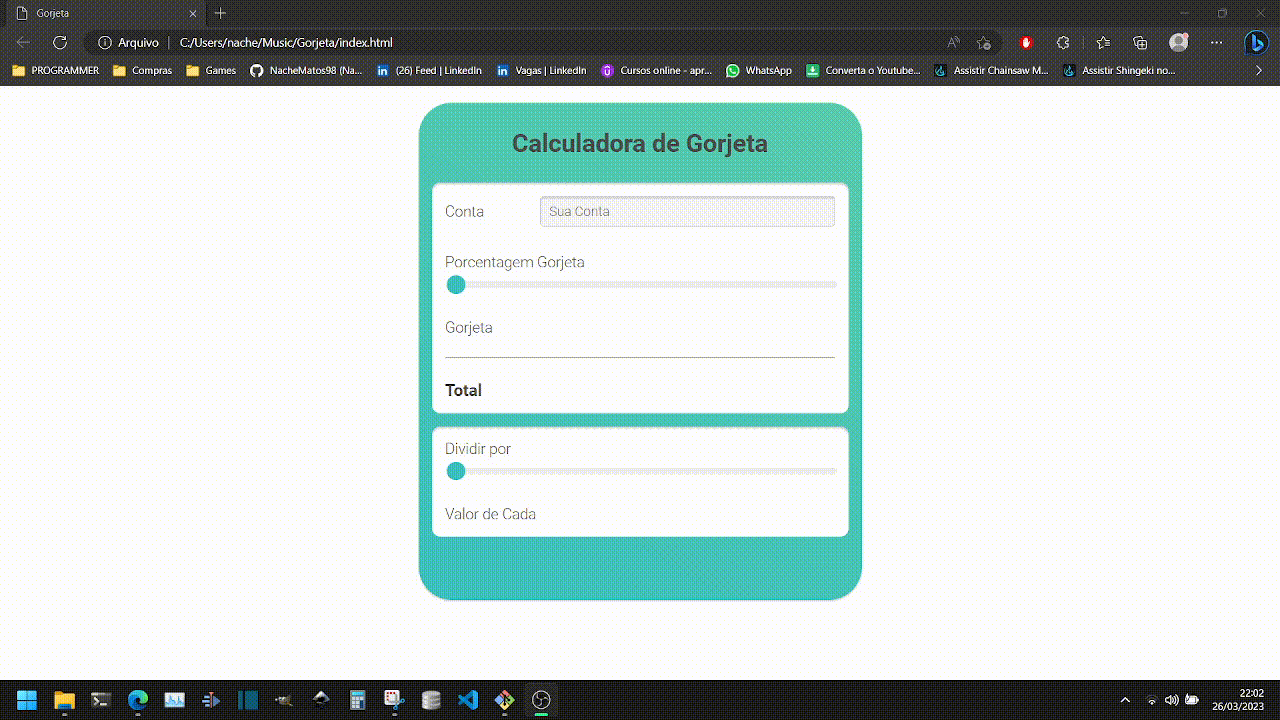 Gorjeta
Arquivo
C:/Users/nache/Music/Gorjeta/index.html
PROGRAMMER
Compras
Games
NacheMatos98 (Na...
(26) Feed | LinkedIn
Vagas | LinkedIn
Cursos online - apr...
WhatsApp
Converta o Youtube...
Assistir Chainsaw M...
Assistir Shingeki no...
Calculadora de Gorjeta
Conta
Sua Conta
Porcentagem Gorjeta
Gorjeta
Total
Dividir por
Valor de Cada
22:02
26/03/2023